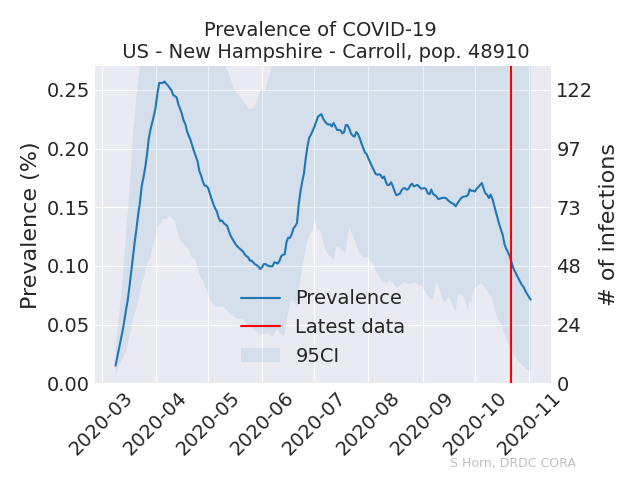 Prevalence of COVID-19
US - New Hampshire - Carroll, pop. 48910
Prevalence (%)
0.25
0.20
0.15
0.10
0.05
0.00
122
97
73
48
24
0
# of infections
Prevalence
Latest data
95CI
2020-03
2020-04
2020-05
2020-06
2020-07
2020-08
2020-09
2020-10
2020-11
S Horn, DRDC CORA